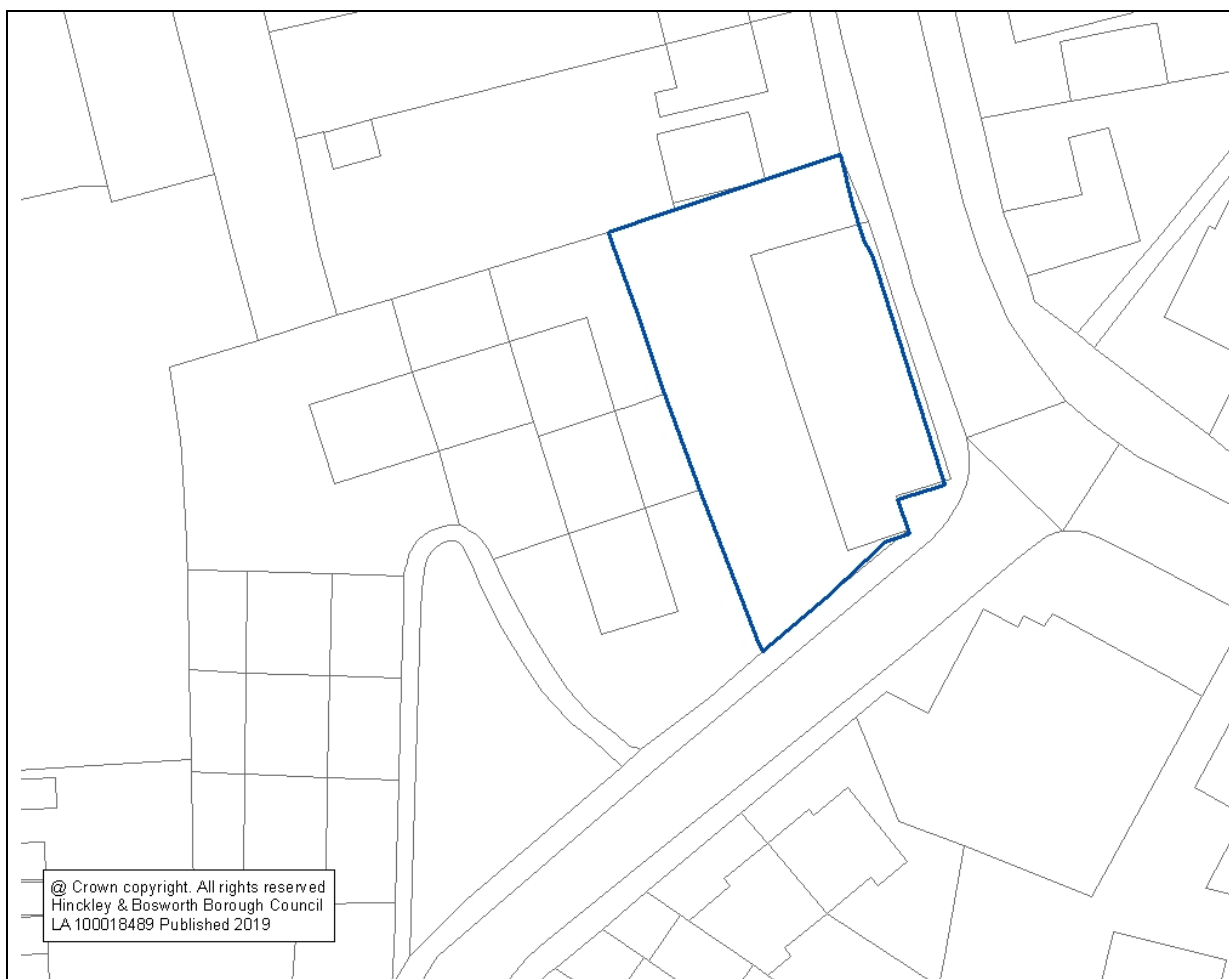 @ Crown copyright. All rights reserved
Hinckley & Bosworth Borough Council
LA 100018489 Published 2019